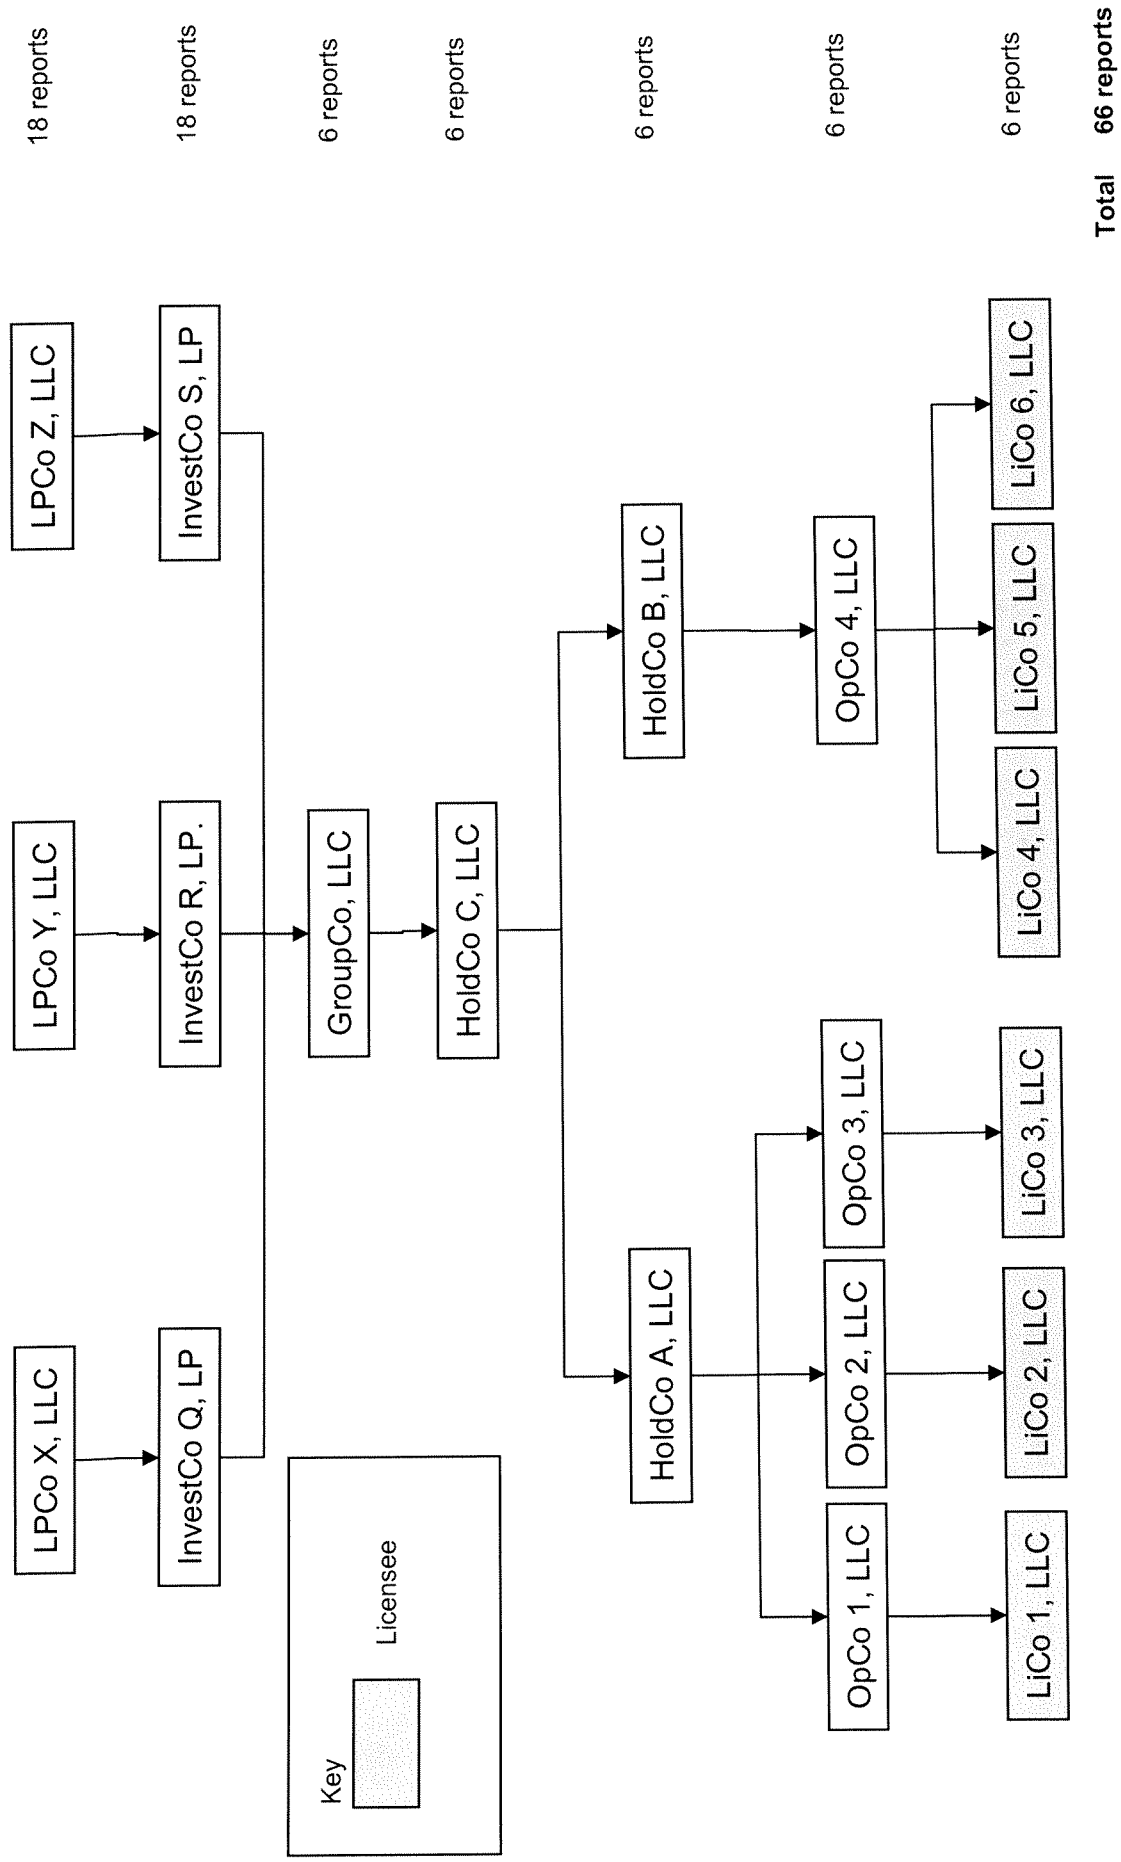 LPCo X, LLC
LPCo Y, LLC
LPCo Z, LLC
18 reports
InvestCo Q, LP
InvestCo R, LP.
InvestCo S, LP
18 reports
Key
Licensee
GroupCo, LLC
6 reports
HoldCo C, LLC
6 reports
HoldCo A, LLC
HoldCo B, LLC
6 reports
OpCo 1, LLC
OpCo 2, LLC
OpCo 3, LLC
OpCo 4, LLC
6 reports
LiCo 1, LLC
LiCo 2, LLC
LiCo 3, LLC
LiCo 4, LLC
LiCo 5, LLC
LiCo 6, LLC
6 reports
Total 66 reports